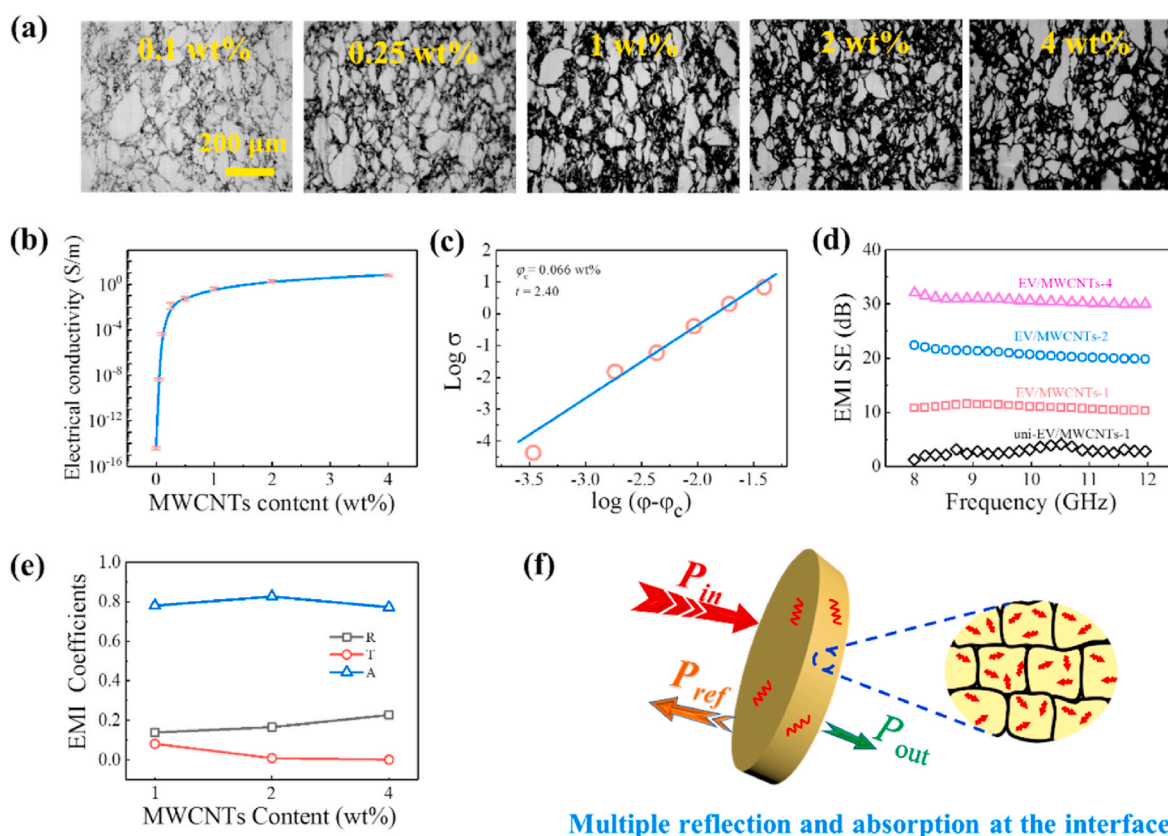 (a)
0.1 wt%
0.25 wt%
1 wt%
2 wt%
4 wt%
200 μm
(b)
Electrical conductivity (S/m)
10⁰
10⁻⁴
10⁻⁸
10⁻¹²
10⁻¹⁶
0 1 2 3 4
MWCNTs content (wt%)
(c)
φc = 0.066 wt%
t = 2.40
Log σ
2
1
0
-1
-2
-3
-4
-3.5 -3.0 -2.5 -2.0 -1.5
log (φ-φc)
(d)
EMI SE (dB)
40
30
20
10
0
EV/MWCNTs-4
EV/MWCNTs-2
EV/MWCNTs-1
uni-EV/MWCNTs-1
8 9 10 11 12
Frequency (GHz)
(e)
EMI Coefficients
1.0
0.8
0.6
0.4
0.2
0.0
R
T
A
1 2 4
MWCNTs Content (wt%)
(f)
Pin
Pref
Pout
Multiple reflection and absorption at the interface